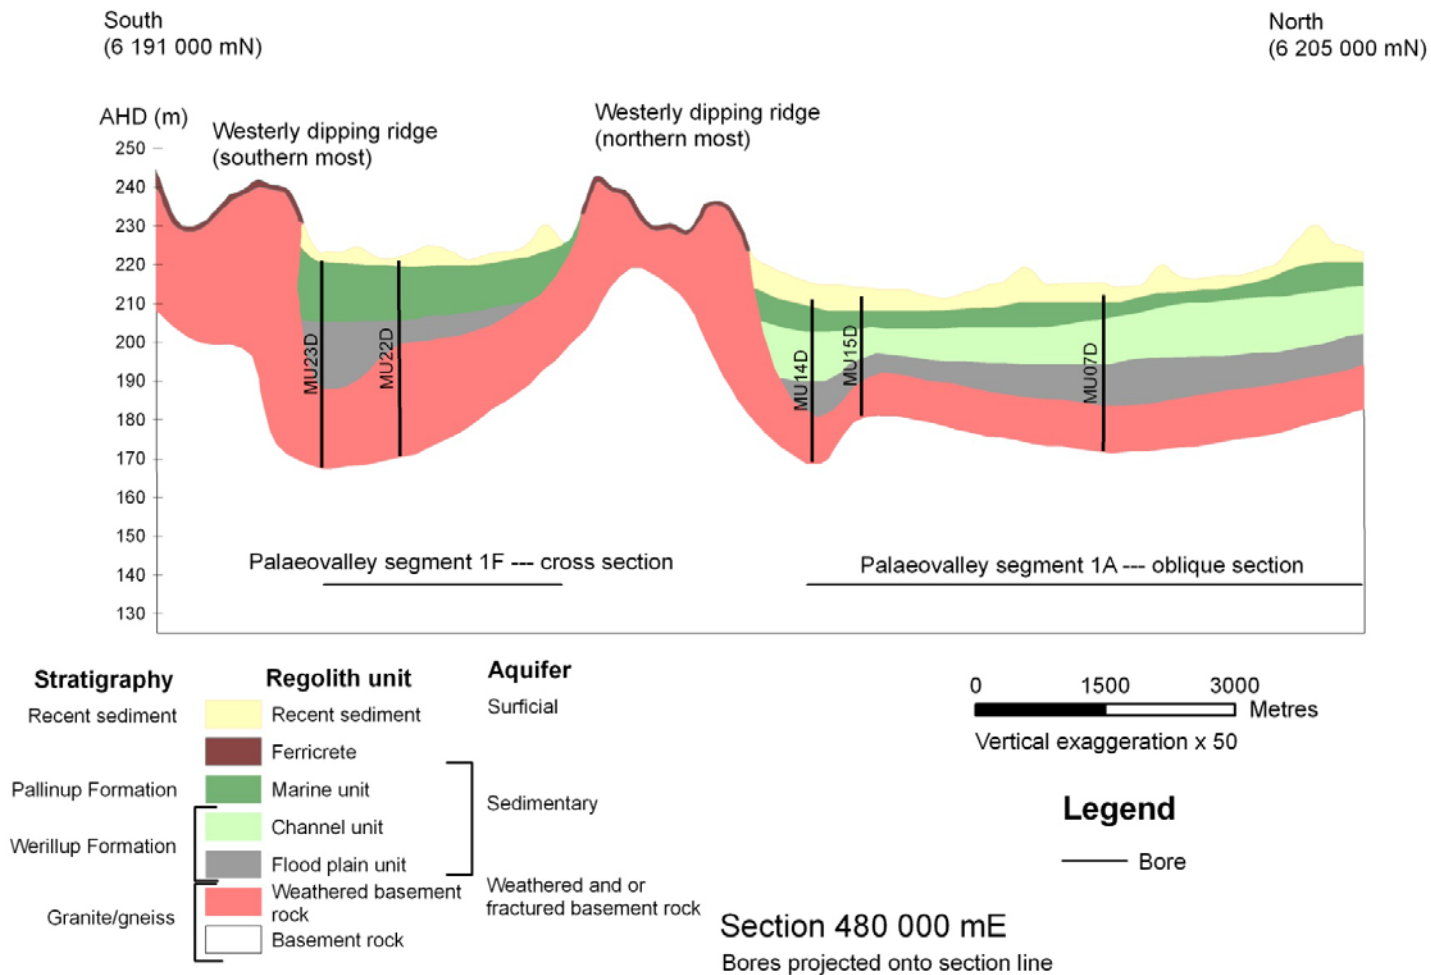 South
(6 191 000 mN)
North
(6 205 000 mN)
AHD (m)
Westerly dipping ridge
(southern most)
Westerly dipping ridge
(northern most)
250
240
230
220
210
200
190
180
170
160
150
140
130
MU23D
MU22D
MU14D
MU15D
MU07D
Palaeovalley segment 1F --- cross section
Palaeovalley segment 1A --- oblique section
Stratigraphy
Regolith unit
Aquifer
Recent sediment
Recent sediment
Surficial
Ferricrete
Pallinup Formation
Marine unit
Sedimentary
Channel unit
Werillup Formation
Flood plain unit
Granite/gneiss
Weathered basement
rock
Weathered and or
fractured basement rock
Basement rock
0 1500 3000
Metres
Vertical exaggeration x 50
Legend
Bore
Section 480 000 mE
Bores projected onto section line